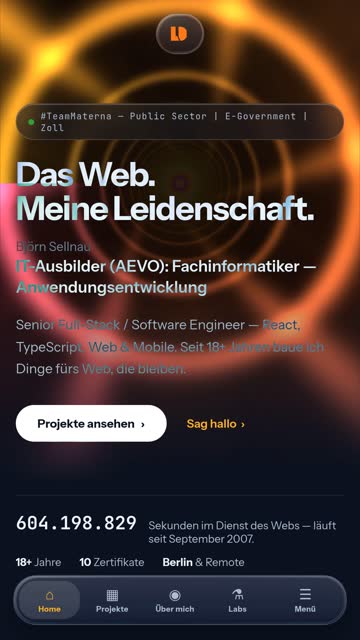 LD
#TeamMaterna — Public Sector | E-Government |
Zoll
Das Web.
Meine Leidenschaft.
Björn Sellnau
IT-Ausbilder (AEVO): Fachinformatiker —
Anwendungsentwicklung
Senior Full-Stack / Software Engineer — React,
TypeScript, Web & Mobile. Seit 18+ Jahren baue ich
Dinge fürs Web, die bleiben.
Projekte ansehen ›
Sag hallo ›
604.198.829 Sekunden im Dienst des Webs — läuft
seit September 2007.
18+ Jahre 10 Zertifikate Berlin & Remote
Home Projekte Über mich Labs Menü